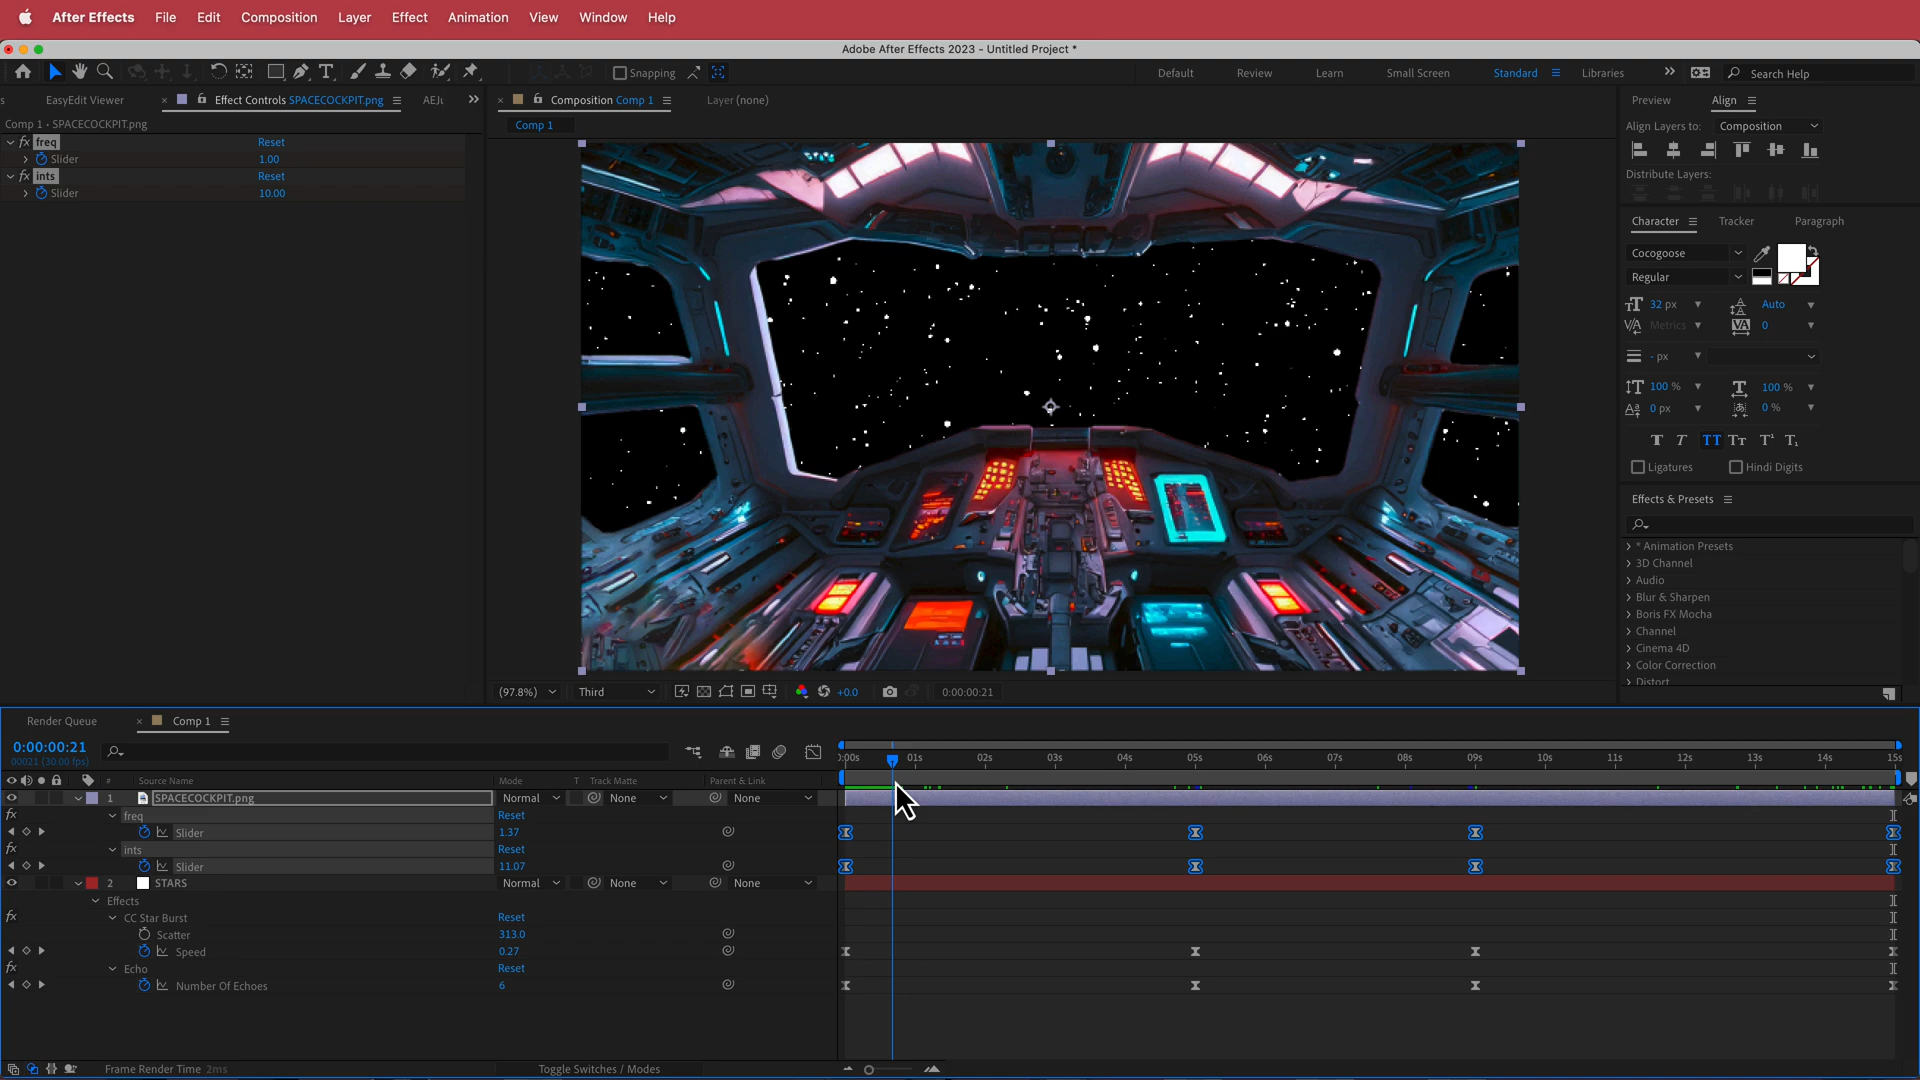 After Effects File Edit Composition Layer Effect Animation View Window Help
Adobe After Effects 2023 - Untitled Project *
Snapping Default Review Learn Small Screen Standard Libraries Search Help
s EasyEdit Viewer Effect Controls SPACECOCKPIT.png
Composition Comp 1 Layer (none)
Comp 1 • SPACECOCKPIT.png
Comp 1
fx freq Reset
Slider 1.00
fx ints Reset
Slider 10.00
Preview Align
Align Layers to: Composition
Distribute Layers:
Character Tracker Paragraph
Cocogoose
Regular
32 px Auto
Metrics 0
- px
100 % 100 %
0 px 0 %
Ligatures Hindi Digits
Effects & Presets
* Animation Presets
3D Channel
Audio
Blur & Sharpen
Boris FX Mocha
Channel
Cinema 4D
Color Correction
Distort
(97.8%) Third +0.0 0:00:00:21
Render Queue Comp 1
0:00:00:21
00021 (30.00 fps)
:00s 01s 02s 03s 04s 05s 06s 07s 08s 09s 10s 11s 12s 13s 14s 15s
# Source Name Mode T Track Matte Parent & Link
1 SPACECOCKPIT.png Normal None None
fx freq Reset
Slider 1.37
fx ints Reset
Slider 11.07
2 STARS Normal None None
Effects
fx CC Star Burst Reset
Scatter 313.0
Speed 0.27
fx Echo Reset
Number Of Echoes 6
Frame Render Time 2ms Toggle Switches / Modes